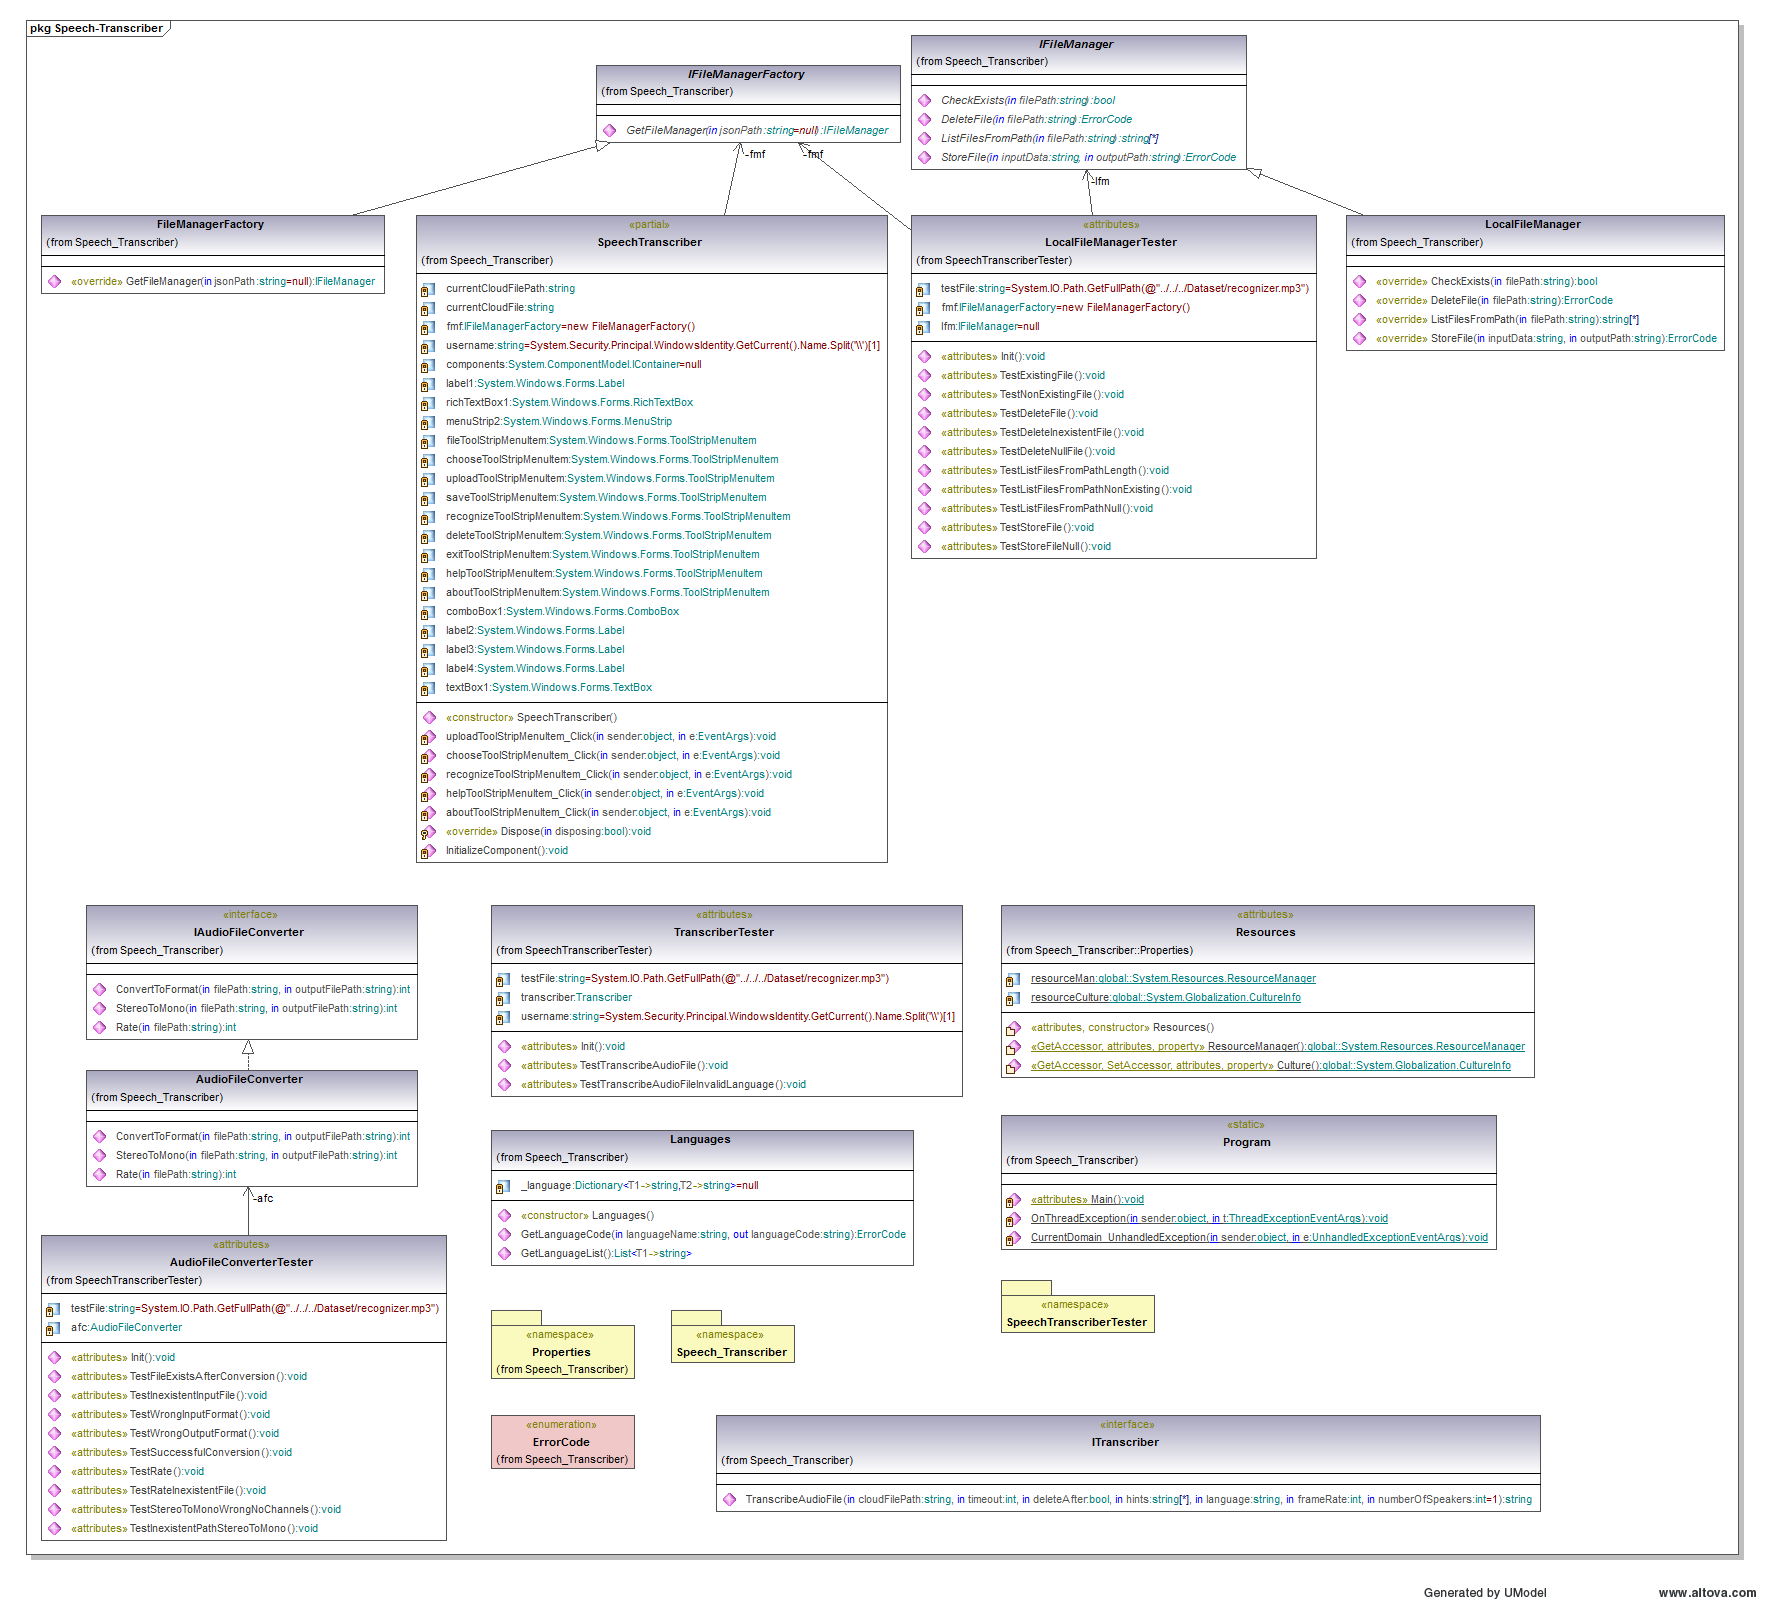 pkg Speech-Transcriber
IFileManager
(from Speech_Transcriber)
CheckExists(in filePath:string):bool
DeleteFile(in filePath:string):ErrorCode
ListFilesFromPath(in filePath:string):string[*]
StoreFile(in inputData:string, in outputPath:string):ErrorCode
IFileManagerFactory
(from Speech_Transcriber)
GetFileManager(in jsonPath:string=null):IFileManager
-fmf
-fmf
-lfm
FileManagerFactory
(from Speech_Transcriber)
«override» GetFileManager(in jsonPath:string=null):IFileManager
«partial»
SpeechTranscriber
(from Speech_Transcriber)
currentCloudFilePath:string
currentCloudFile:string
fmf:IFileManagerFactory=new FileManagerFactory()
username:string=System.Security.Principal.WindowsIdentity.GetCurrent().Name.Split('\\')[1]
components:System.ComponentModel.IContainer=null
label1:System.Windows.Forms.Label
richTextBox1:System.Windows.Forms.RichTextBox
menuStrip2:System.Windows.Forms.MenuStrip
fileToolStripMenuItem:System.Windows.Forms.ToolStripMenuItem
chooseToolStripMenuItem:System.Windows.Forms.ToolStripMenuItem
uploadToolStripMenuItem:System.Windows.Forms.ToolStripMenuItem
saveToolStripMenuItem:System.Windows.Forms.ToolStripMenuItem
recognizeToolStripMenuItem:System.Windows.Forms.ToolStripMenuItem
deleteToolStripMenuItem:System.Windows.Forms.ToolStripMenuItem
exitToolStripMenuItem:System.Windows.Forms.ToolStripMenuItem
helpToolStripMenuItem:System.Windows.Forms.ToolStripMenuItem
aboutToolStripMenuItem:System.Windows.Forms.ToolStripMenuItem
comboBox1:System.Windows.Forms.ComboBox
label2:System.Windows.Forms.Label
label3:System.Windows.Forms.Label
label4:System.Windows.Forms.Label
textBox1:System.Windows.Forms.TextBox
«constructor» SpeechTranscriber()
uploadToolStripMenuItem_Click(in sender:object, in e:EventArgs):void
chooseToolStripMenuItem_Click(in sender:object, in e:EventArgs):void
recognizeToolStripMenuItem_Click(in sender:object, in e:EventArgs):void
helpToolStripMenuItem_Click(in sender:object, in e:EventArgs):void
aboutToolStripMenuItem_Click(in sender:object, in e:EventArgs):void
«override» Dispose(in disposing:bool):void
InitializeComponent():void
«attributes»
LocalFileManagerTester
(from SpeechTranscriberTester)
testFile:string=System.IO.Path.GetFullPath(@"../../../Dataset/recognizer.mp3")
fmf:IFileManagerFactory=new FileManagerFactory()
lfm:IFileManager=null
«attributes» Init():void
«attributes» TestExistingFile():void
«attributes» TestNonExistingFile():void
«attributes» TestDeleteFile():void
«attributes» TestDeleteInexistentFile():void
«attributes» TestDeleteNullFile():void
«attributes» TestListFilesFromPathLength():void
«attributes» TestListFilesFromPathNonExisting():void
«attributes» TestListFilesFromPathNull():void
«attributes» TestStoreFile():void
«attributes» TestStoreFileNull():void
LocalFileManager
(from Speech_Transcriber)
«override» CheckExists(in filePath:string):bool
«override» DeleteFile(in filePath:string):ErrorCode
«override» ListFilesFromPath(in filePath:string):string[*]
«override» StoreFile(in inputData:string, in outputPath:string):ErrorCode
«interface»
IAudioFileConverter
(from Speech_Transcriber)
ConvertToFormat(in filePath:string, in outputFilePath:string):int
StereoToMono(in filePath:string, in outputFilePath:string):int
Rate(in filePath:string):int
AudioFileConverter
(from Speech_Transcriber)
ConvertToFormat(in filePath:string, in outputFilePath:string):int
StereoToMono(in filePath:string, in outputFilePath:string):int
Rate(in filePath:string):int
-afc
«attributes»
AudioFileConverterTester
(from SpeechTranscriberTester)
testFile:string=System.IO.Path.GetFullPath(@"../../../Dataset/recognizer.mp3")
afc:AudioFileConverter
«attributes» Init():void
«attributes» TestFileExistsAfterConversion():void
«attributes» TestInexistentInputFile():void
«attributes» TestWrongInputFormat():void
«attributes» TestWrongOutputFormat():void
«attributes» TestSuccessfulConversion():void
«attributes» TestRate():void
«attributes» TestRateInexistentFile():void
«attributes» TestStereoToMonoWrongNoChannels():void
«attributes» TestInexistentPathStereoToMono():void
«attributes»
TranscriberTester
(from SpeechTranscriberTester)
testFile:string=System.IO.Path.GetFullPath(@"../../../Dataset/recognizer.mp3")
transcriber:Transcriber
username:string=System.Security.Principal.WindowsIdentity.GetCurrent().Name.Split('\\')[1]
«attributes» Init():void
«attributes» TestTranscribeAudioFile():void
«attributes» TestTranscribeAudioFileInvalidLanguage():void
Languages
(from Speech_Transcriber)
_language:Dictionary<T1->string,T2->string>=null
«constructor» Languages()
GetLanguageCode(in languageName:string, out languageCode:string):ErrorCode
GetLanguageList():List<T1->string>
«attributes»
Resources
(from Speech_Transcriber::Properties)
resourceMan:global::System.Resources.ResourceManager
resourceCulture:global::System.Globalization.CultureInfo
«attributes, constructor» Resources()
«GetAccessor, attributes, property» ResourceManager():global::System.Resources.ResourceManager
«GetAccessor, SetAccessor, attributes, property» Culture():global::System.Globalization.CultureInfo
«static»
Program
(from Speech_Transcriber)
«attributes» Main():void
OnThreadException(in sender:object, in t:ThreadExceptionEventArgs):void
CurrentDomain_UnhandledException(in sender:object, in e:UnhandledExceptionEventArgs):void
«namespace»
SpeechTranscriberTester
«namespace»
Properties
(from Speech_Transcriber)
«namespace»
Speech_Transcriber
«enumeration»
ErrorCode
(from Speech_Transcriber)
«interface»
ITranscriber
(from Speech_Transcriber)
TranscribeAudioFile(in cloudFilePath:string, in timeout:int, in deleteAfter:bool, in hints:string[*], in language:string, in frameRate:int, in numberOfSpeakers:int=1):string
Generated by UModel
www.altova.com